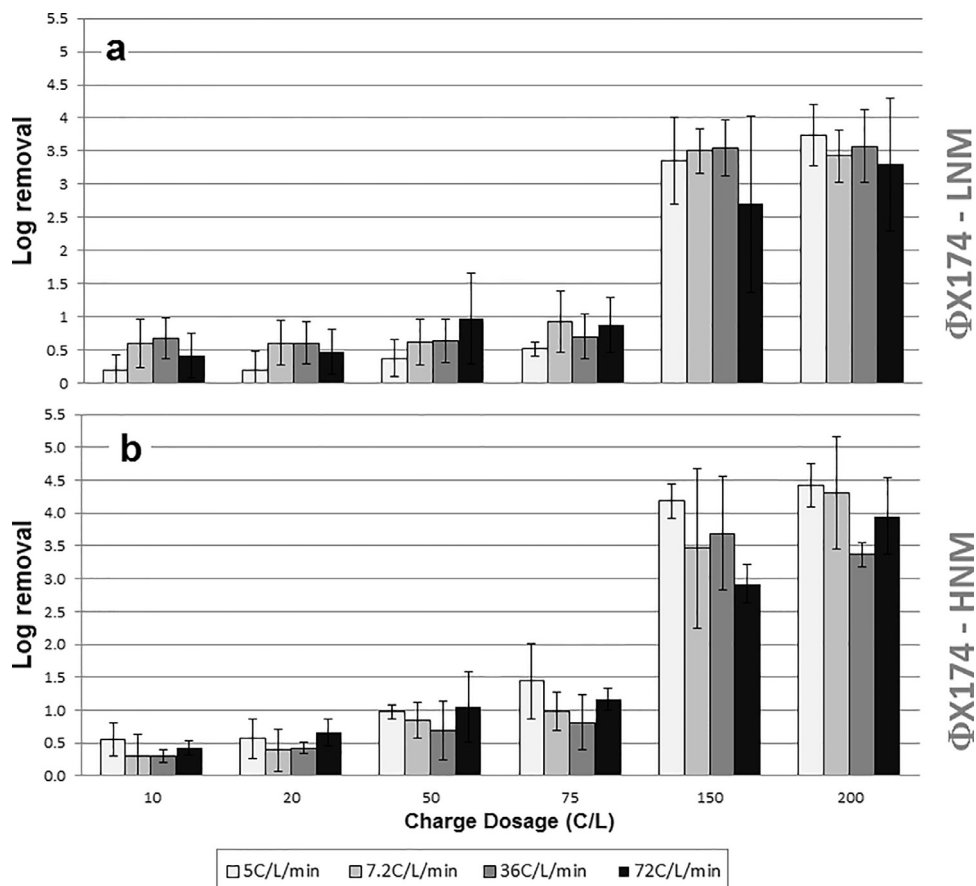 a
5.5
5
4.5
4
3.5
3
2.5
2
1.5
1
0.5
0
Log removal
ΦX174 - LNM
b
5.5
5.0
4.5
4.0
3.5
3.0
2.5
2.0
1.5
1.0
0.5
0.0
Log removal
ΦX174 - HNM
10 20 50 75 150 200
Charge Dosage (C/L)
5C/L/min 7.2C/L/min 36C/L/min 72C/L/min